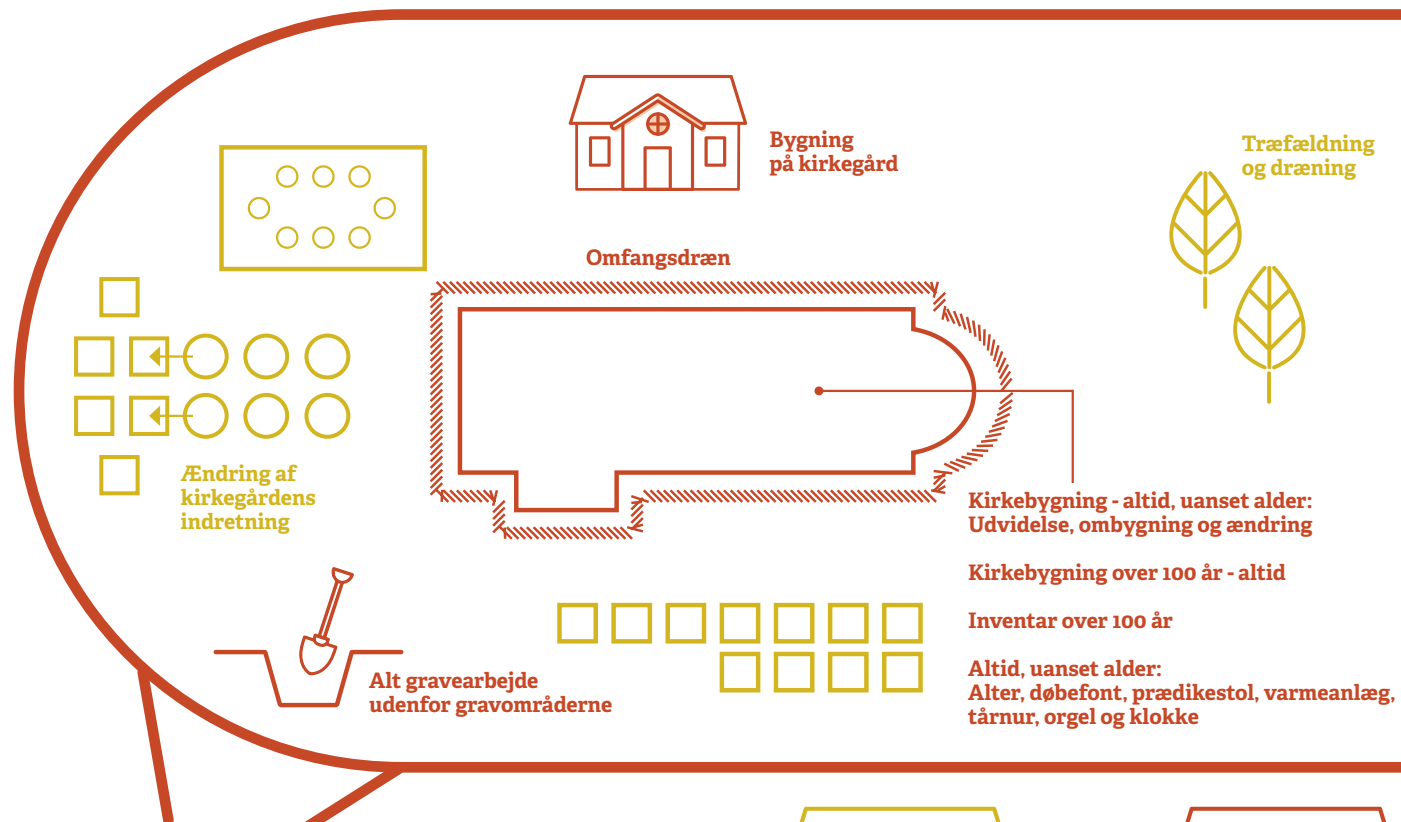 Bygning
på kirkegård
Træfældning
og dræning
Omfangsdræn
Ændring af
kirkegårdens
indretning
Kirkebygning - altid, uanset alder:
Udvidelse, ombygning og ændring
Kirkebygning over 100 år - altid
Inventar over 100 år
Altid, uanset alder:
Alter, døbefont, prædikestol, varmeanlæg,
tårnur, orgel og klokke
Alt gravearbejde
udenfor gravområderne